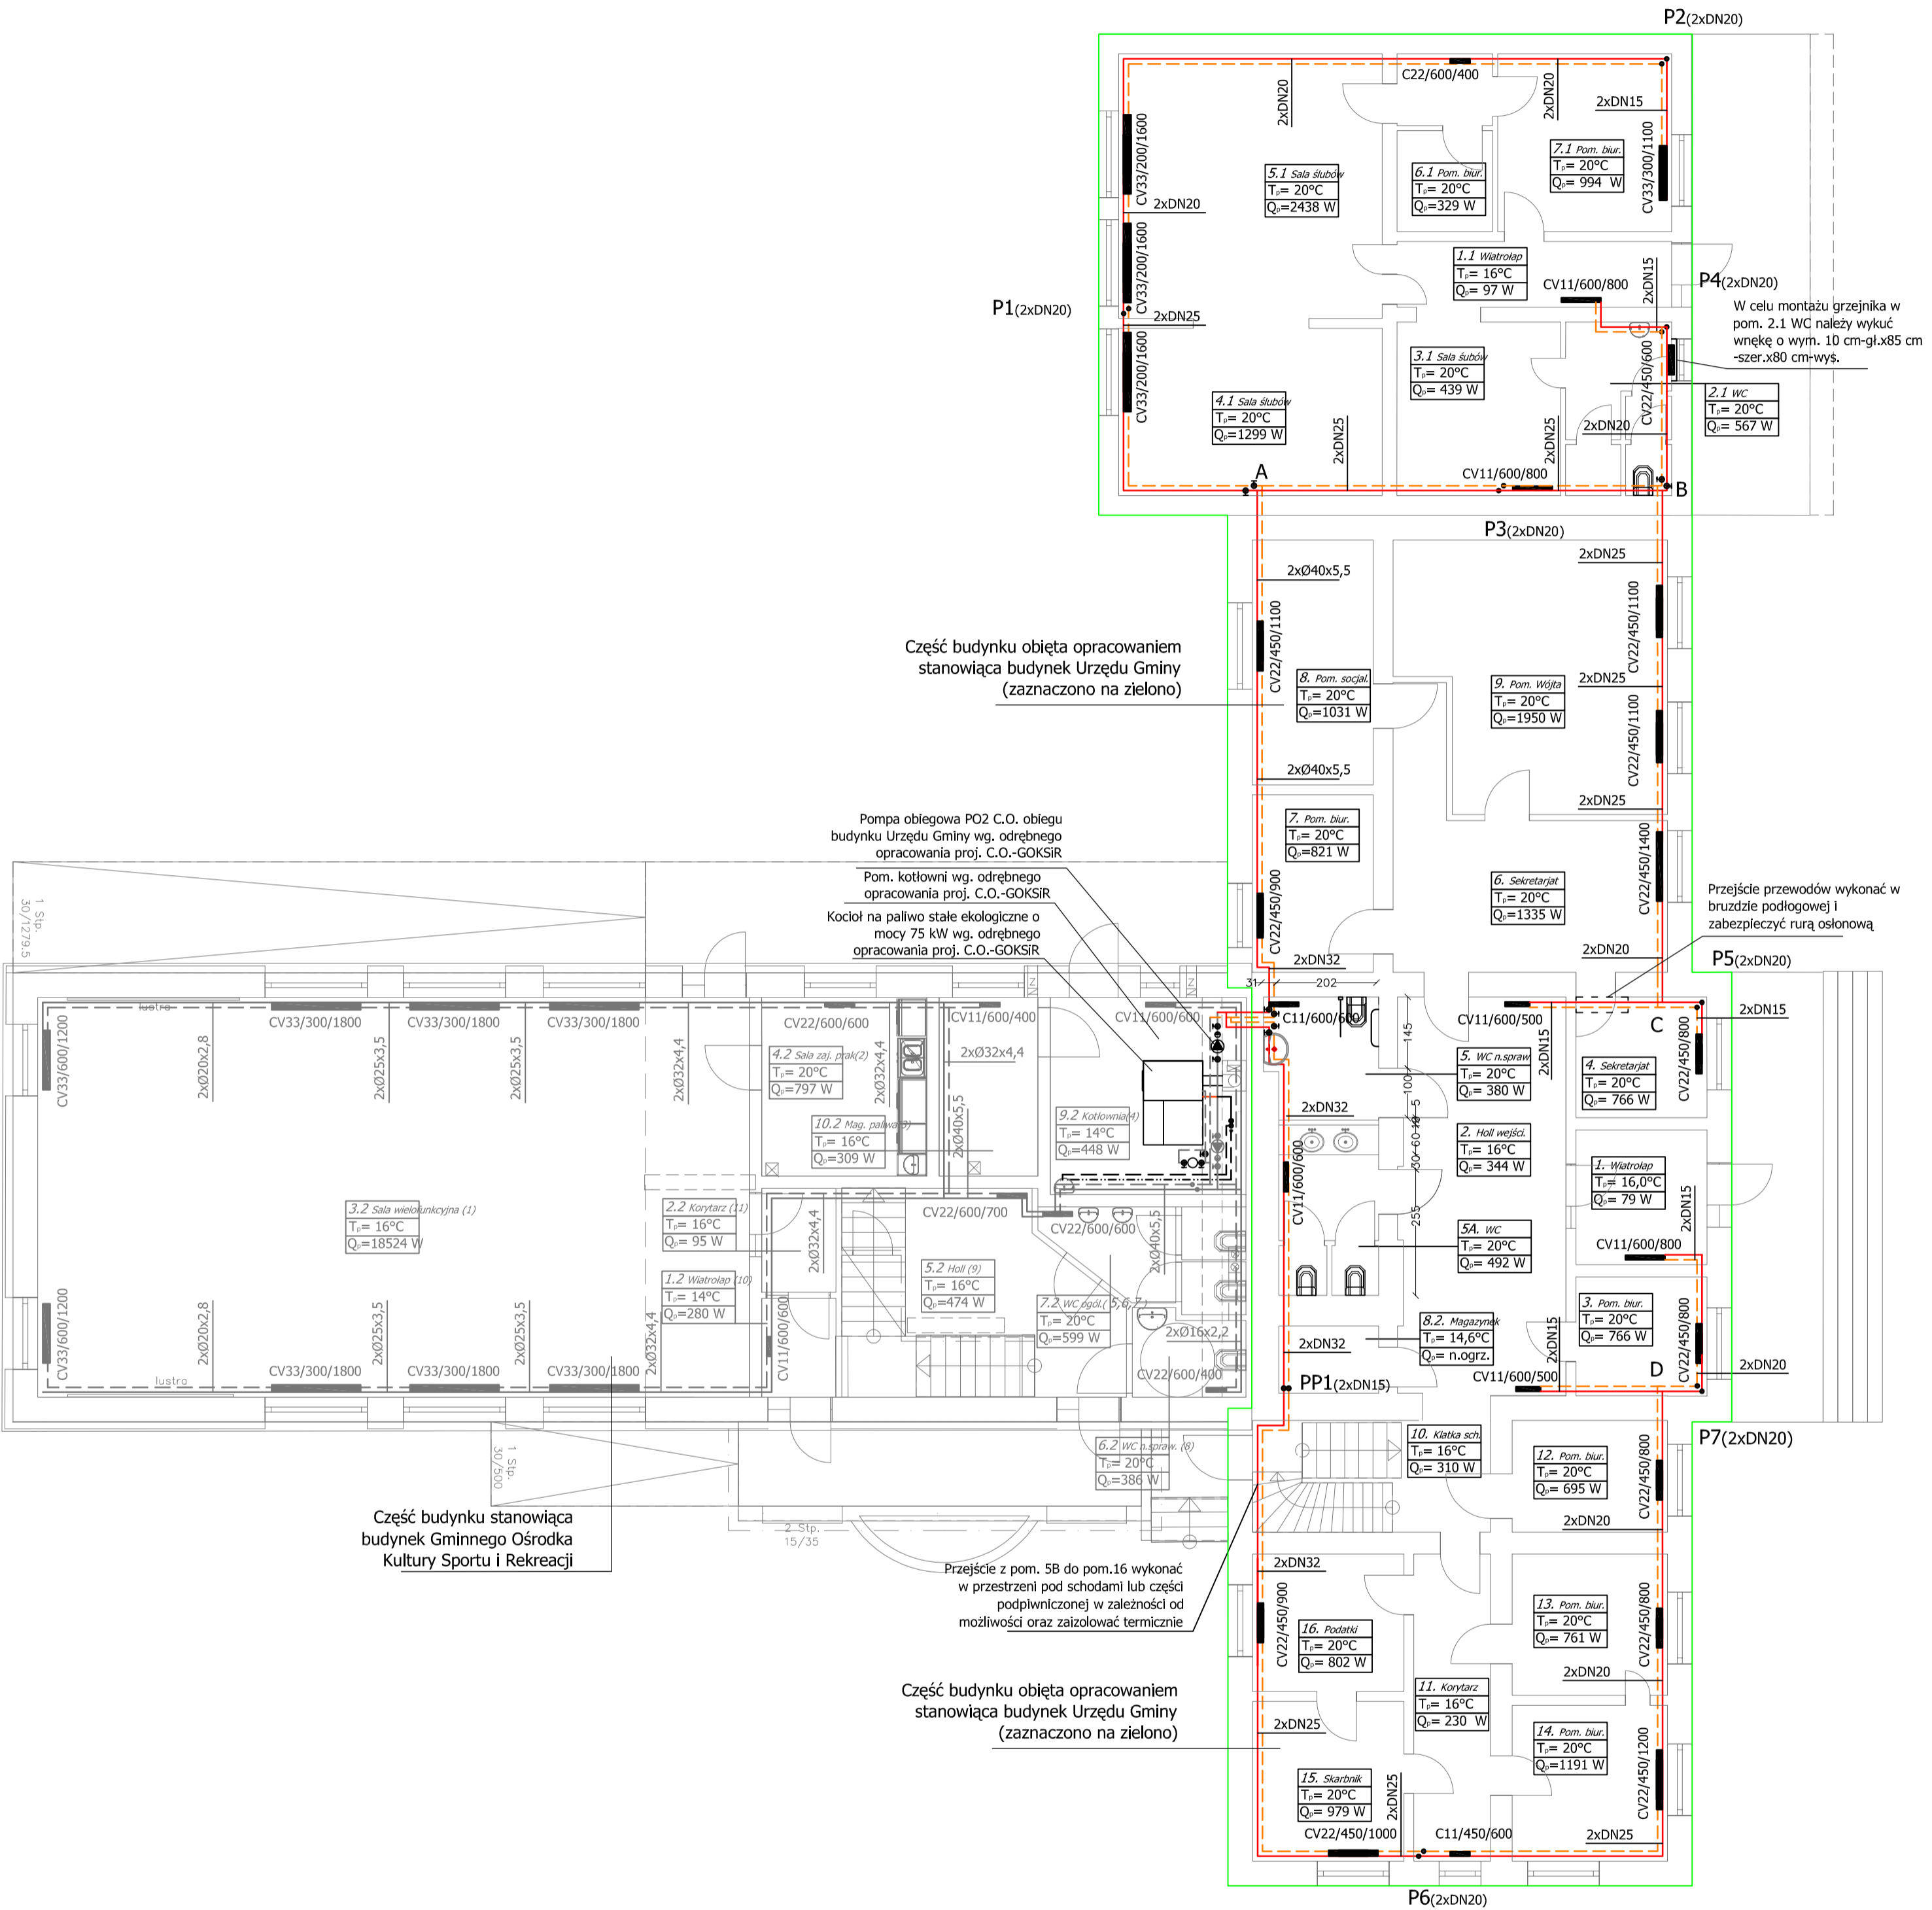 P2(2xDN20)
C22/600/400
2xDN20
2xDN20
2xDN15
CV33/200/1600
CV33/300/1100
5.1 Sala ślubów
Tp= 20°C
Qp=2438 W
6.1 Pom. biur.
Tp= 20°C
Qp=329 W
7.1 Pom. biur.
Tp= 20°C
Qp= 994 W
2xDN20
CV33/200/1600
1.1 Wiatrołap
Tp= 16°C
Qp= 97 W
CV11/600/800
2xDN15
P4(2xDN20)
W celu montażu grzejnika w
pom. 2.1 WC należy wykuć
wnękę o wym. 10 cm-gł.x85 cm
-szer.x80 cm-wys.
P1(2xDN20)
2xDN25
CV33/200/1600
3.1 Sala śubów
Tp= 20°C
Qp= 439 W
CV22/450/600
2.1 WC
Tp= 20°C
Qp= 567 W
4.1 Sala ślubów
Tp= 20°C
Qp=1299 W
2xDN25
2xDN25
2xDN20
A
CV11/600/800
B
P3(2xDN20)
2xDN25
2xØ40x5,5
CV22/450/1100
CV22/450/1100
Część budynku obięta opracowaniem
stanowiąca budynek Urzędu Gminy
(zaznaczono na zielono)
8. Pom. socjal.
Tp= 20°C
Qp=1031 W
9. Pom. Wójta
Tp= 20°C
Qp=1950 W
2xDN25
CV22/450/1100
2xØ40x5,5
2xDN25
Pompa obiegowa PO2 C.O. obiegu
budynku Urzędu Gminy wg. odrębnego
opracowania proj. C.O.-GOKSiR
7. Pom. biur.
Tp= 20°C
Qp=821 W
CV22/450/1400
Pom. kotłowni wg. odrębnego
opracowania proj. C.O.-GOKSiR
CV22/450/900
6. Sekretarjat
Tp= 20°C
Qp=1335 W
Przejście przewodów wykonać w
bruzdzie podłogowej i
zabezpieczyć rurą osłonową
Kocioł na paliwo stałe ekologiczne o
mocy 75 kW wg. odrębnego
opracowania proj. C.O.-GOKSiR
1 Stp.
30/1279.5
2xDN32
2xDN20
P5(2xDN20)
31
202
lustra
CV33/300/1800
CV33/300/1800
CV33/300/1800
CV22/600/600
CV11/600/400
CV11/600/600
C11/600/600
CV11/600/500
C
2xDN15
CV33/600/1200
2xØ20x2,8
2xØ25x3,5
2xØ25x3,5
2xØ32x4,4
4.2 Sala zaj. prak(2)
Tp= 20°C
Qp=797 W
2xØ32x4,4
2xØ32x4,4
145
100
5. WC n.spraw
Tp= 20°C
Qp= 380 W
2xDN15
4. Sekretarjat
Tp= 20°C
Qp= 766 W
CV22/450/800
10.2 Mag. paliwa(3)
Tp= 16°C
Qp=309 W
2xØ40x5,5
9.2 Kotłownia(4)
Tp= 14°C
Qp=448 W
2xDN32
2. Holl wejści.
Tp= 16°C
Qp= 344 W
1. Wiatrołap
Tp= 16,0°C
Qp= 79 W
2xDN15
3.2 Sala wielofunkcyjna (1)
Tp= 16°C
Qp=18524 W
2.2 Korytarz (11)
Tp= 16°C
Qp= 95 W
CV22/600/700
CV22/600/600
CV11/600/600
255
5A. WC
Tp= 20°C
Qp= 492 W
CV11/600/800
2xØ32x4,4
2xØ40x5,5
1.2 Wiatrołap (10)
Tp= 14°C
Qp=280 W
5.2 Holl (9)
Tp= 16°C
Qp=474 W
7.2 WC ogól.( 5,6,7 )
Tp= 20°C
Qp=599 W
3. Pom. biur.
Tp= 20°C
Qp= 766 W
CV33/600/1200
2xØ20x2,8
2xØ25x3,5
2xØ25x3,5
2xØ32x4,4
CV11/600/600
2xØ16x2,2
2xDN32
8.2. Magazynek
Tp= 14,6°C
Qp= n.ogrz.
2xDN15
CV22/450/800
lustra
CV33/300/1800
CV33/300/1800
CV33/300/1800
CV22/600/400
PP1(2xDN15)
CV11/600/500
D
2xDN20
1 Stp.
30/500
6.2 WC n.spraw. (8)
Tp= 20°C
Qp=386 W
10. Klatka sch.
Tp= 16°C
Qp= 310 W
12. Pom. biur.
Tp= 20°C
Qp= 695 W
CV22/450/800
P7(2xDN20)
Część budynku stanowiąca
budynek Gminnego Ośrodka
Kultury Sportu i Rekreacji
2 Stp.
15/35
2xDN20
Przejście z pom. 5B do pom.16 wykonać
w przestrzeni pod schodami lub części
podpiwniczonej w zależności od
możliwości oraz zaizolować termicznie
2xDN32
CV22/450/900
16. Podatki
Tp= 20°C
Qp= 802 W
13. Pom. biur.
Tp= 20°C
Qp= 761 W
CV22/450/800
2xDN20
Część budynku obięta opracowaniem
stanowiąca budynek Urzędu Gminy
(zaznaczono na zielono)
2xDN25
11. Korytarz
Tp= 16°C
Qp= 230 W
14. Pom. biur.
Tp= 20°C
Qp=1191 W
CV22/450/1200
15. Skarbnik
Tp= 20°C
Qp= 979 W
2xDN25
CV22/450/1000
C11/450/600
2xDN25
P6(2xDN20)